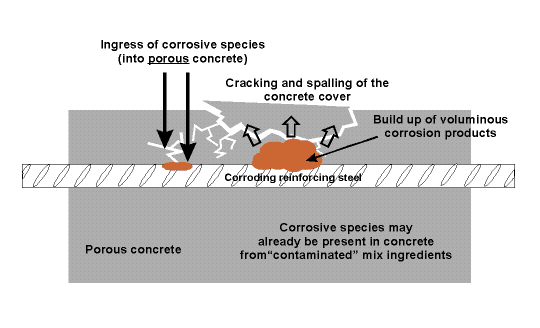 Ingress of corrosive species
(into porous concrete)
Cracking and spalling of the
concrete cover
Build up of voluminous
corrosion products
Corroding reinforcing steel
Porous concrete
Corrosive species may
already be present in concrete
from“contaminated” mix ingredients